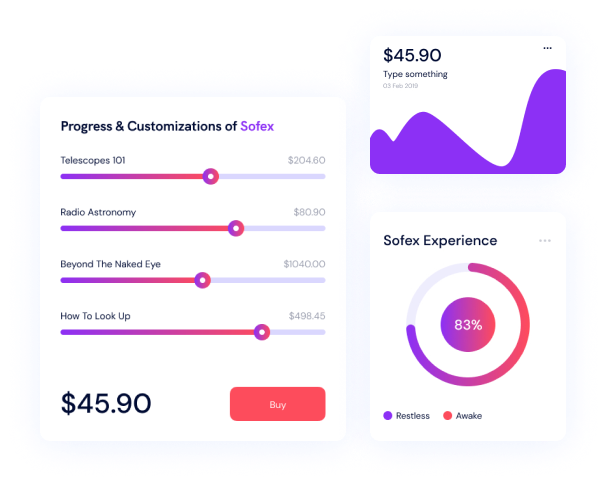 Progress & Customizations of Sofex
Telescopes 101 $204.60
Radio Astronomy $80.90
Beyond The Naked Eye $1040.00
How To Look Up $498.45
$45.90 Buy
$45.90
Type something
03 Feb 2019
Sofex Experience
83%
Restless Awake